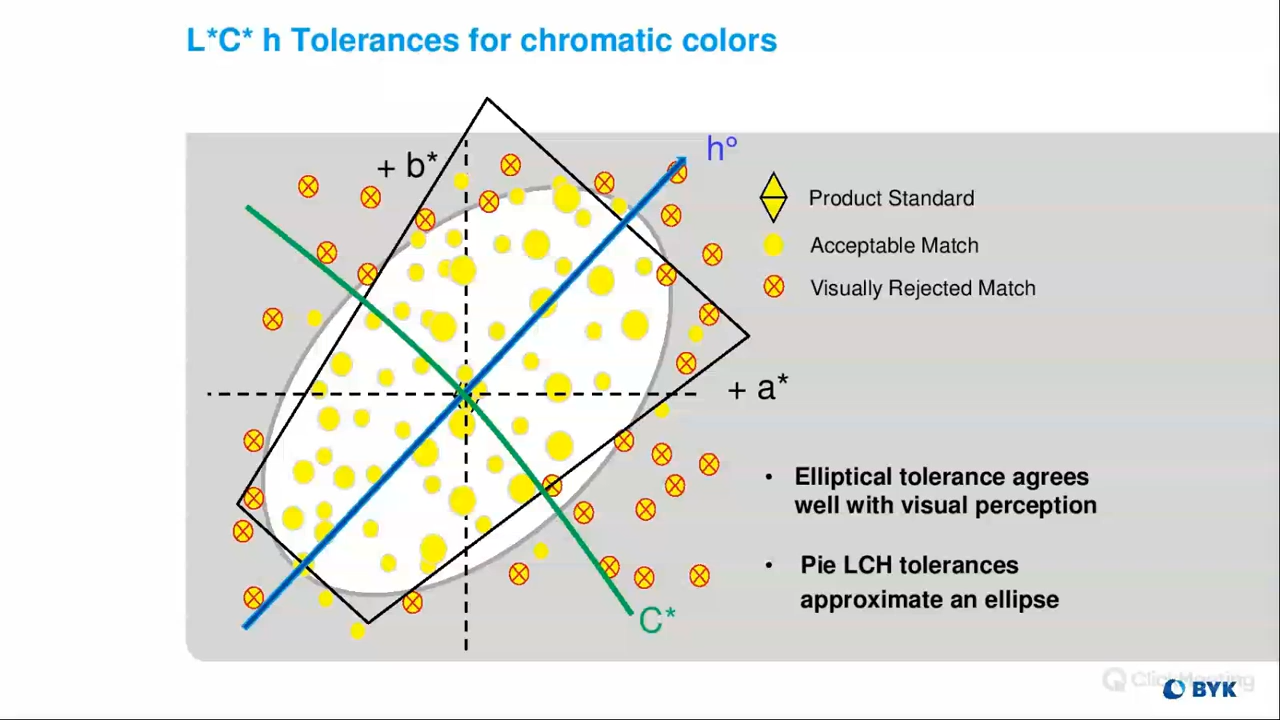 L*C* h Tolerances for chromatic colors
+ b*
h°
Product Standard
Acceptable Match
Visually Rejected Match
+ a*
• Elliptical tolerance agrees
well with visual perception
• Pie LCH tolerances
approximate an ellipse
C*
BYK